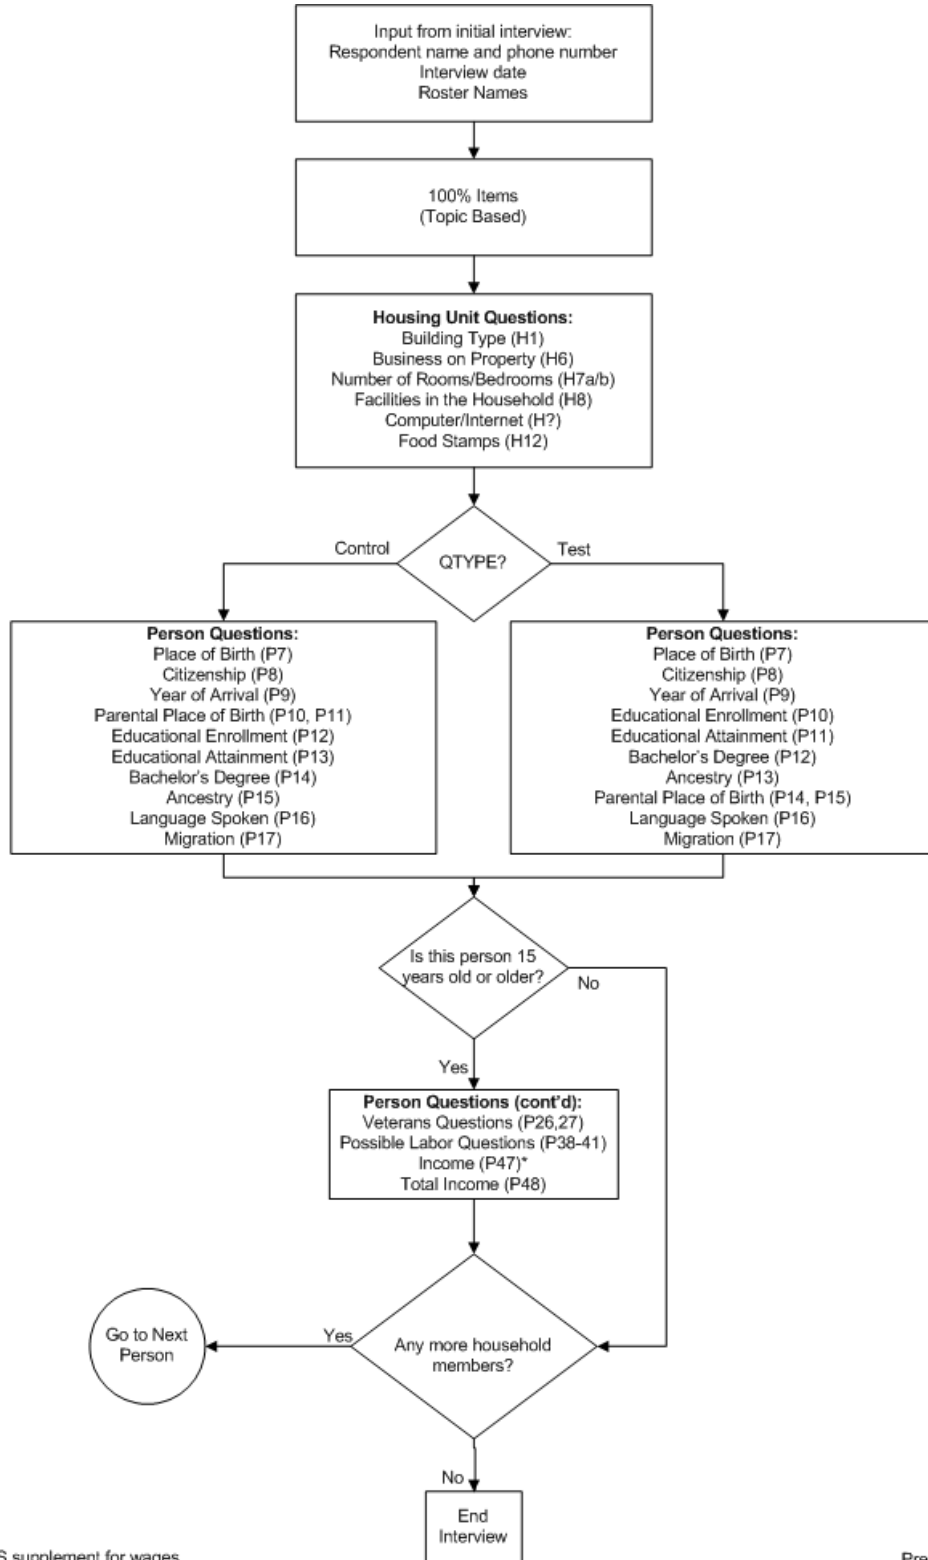 Input from initial interview:
Respondent name and phone number
Interview date
Roster Names
100% Items
(Topic Based)
Housing Unit Questions:
Building Type (H1)
Business on Property (H6)
Number of Rooms/Bedrooms (H7a/b)
Facilities in the Household (H8)
Computer/Internet (H?)
Food Stamps (H12)
QTYPE?
Control
Test
Person Questions:
Place of Birth (P7)
Citizenship (P8)
Year of Arrival (P9)
Parental Place of Birth (P10, P11)
Educational Enrollment (P12)
Educational Attainment (P13)
Bachelor's Degree (P14)
Ancestry (P15)
Language Spoken (P16)
Migration (P17)
Person Questions:
Place of Birth (P7)
Citizenship (P8)
Year of Arrival (P9)
Educational Enrollment (P10)
Educational Attainment (P11)
Bachelor's Degree (P12)
Ancestry (P13)
Parental Place of Birth (P14, P15)
Language Spoken (P16)
Migration (P17)
Is this person 15
years old or older?
No
Yes
Person Questions (cont'd):
Veterans Questions (P26,27)
Possible Labor Questions (P38-41)
Income (P47)*
Total Income (P48)
Any more household
members?
Yes
Go to Next
Person
No
End
Interview
S supplement for wages
Pre